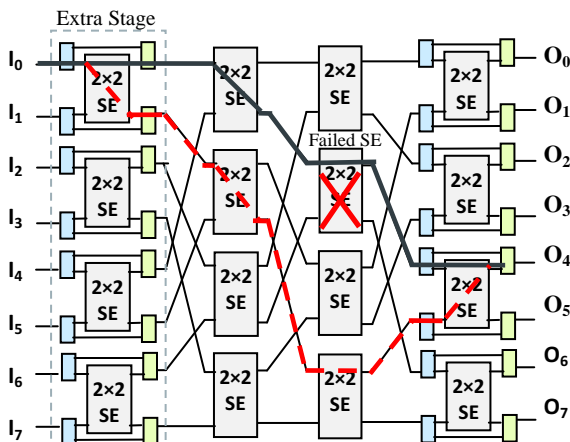 Extra Stage
I0
I1
I2
I3
I4
I5
I6
I7
2×2
SE
2×2
SE
2×2
SE
2×2
SE
2×2
SE
2×2
SE
2×2
SE
2×2
SE
2×2
SE
Failed SE
2×2
SE
2×2
SE
2×2
SE
2×2
SE
2×2
SE
2×2
SE
2×2
SE
O0
O1
O2
O3
O4
O5
O6
O7